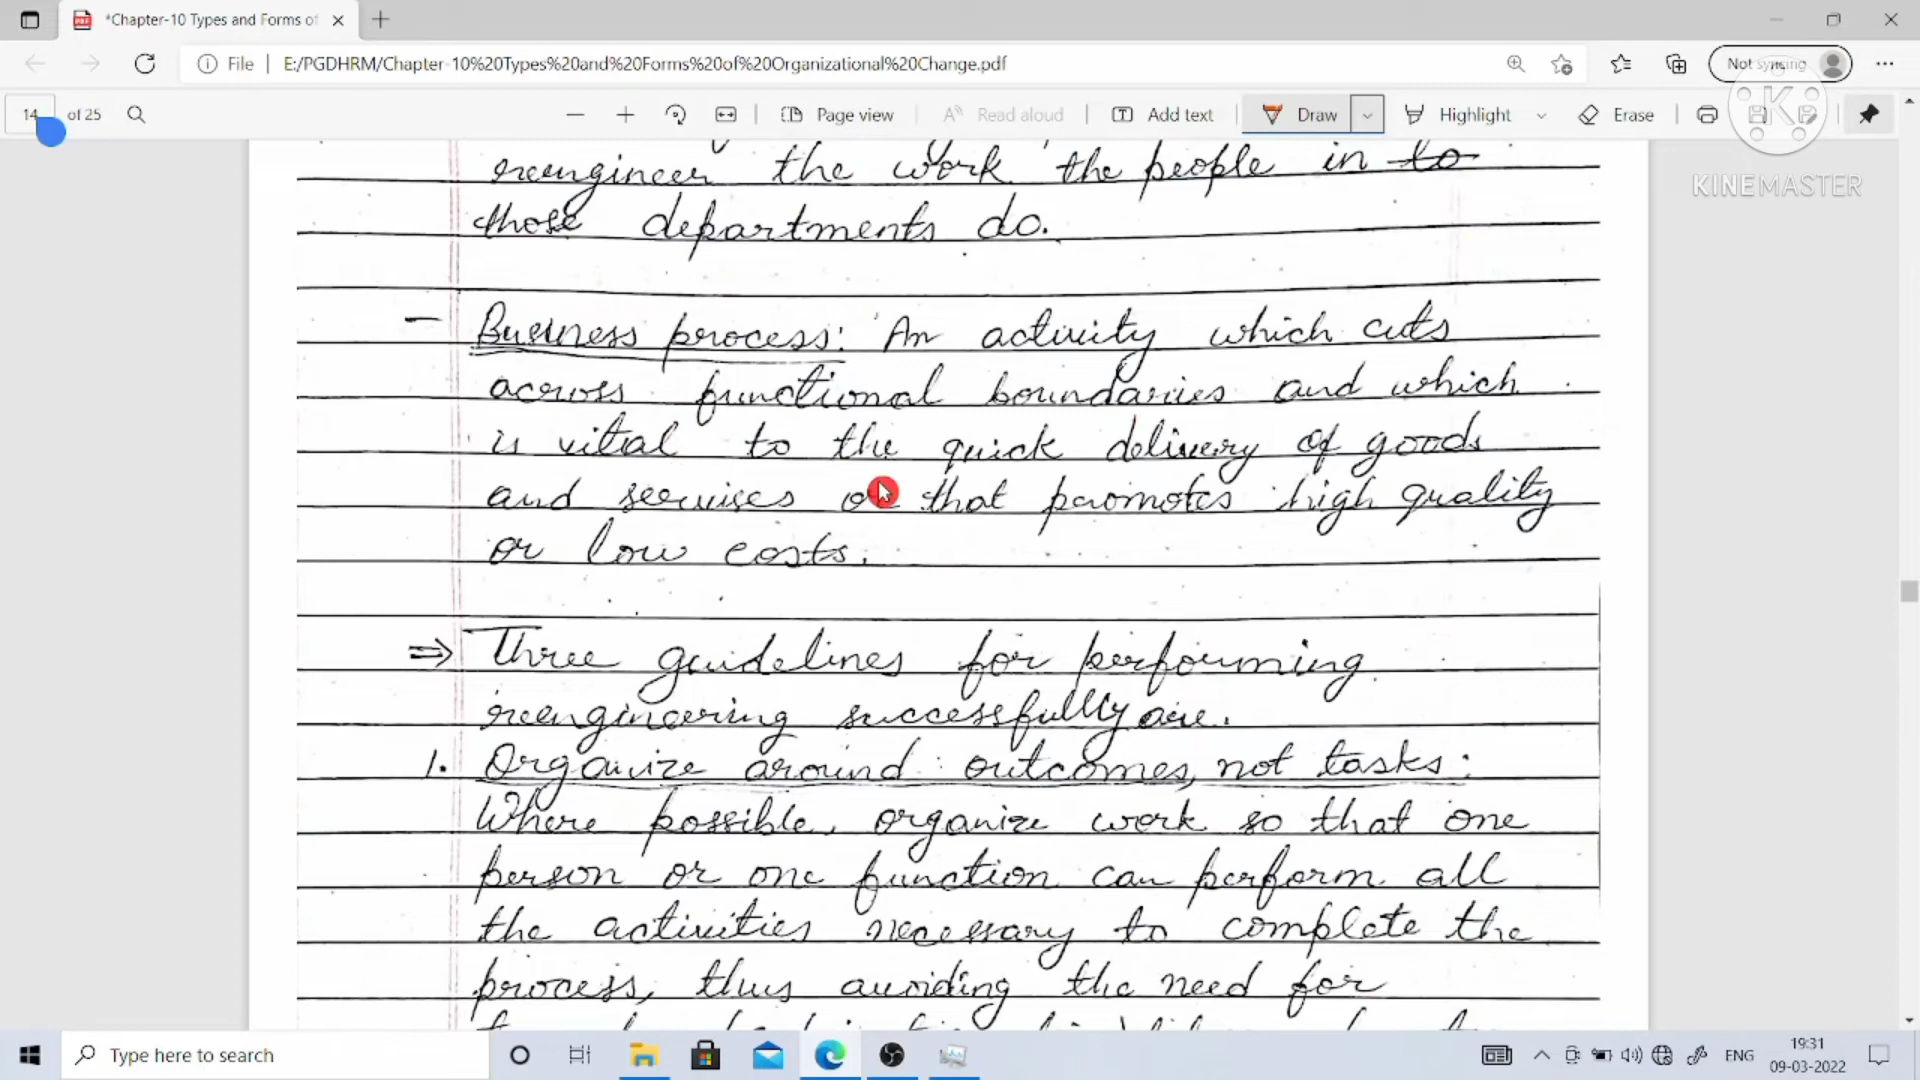 *Chapter-10 Types and Forms of
File
E:/PGDHRM/Chapter-10%20Types%20and%20Forms%20of%20Organizational%20Change.pdf
Not syncing
14 of 25
Page view
Read aloud
Add text
Draw
Highlight
Erase
K
KINEMASTER
reengineer the work the people in to
those departments do.
- Business process: An activity which cuts
across functional boundaries and which
is vital to the quick delivery of goods
and services or that promotes high quality
or low costs.
⇒ Three guidelines for performing
reengineering successfully are.
1. Organize around outcomes, not tasks:
Where possible, organize work so that one
person or one function can perform all
the activities necessary to complete the
process, thus avoiding the need for
Type here to search
ENG
19:31
09-03-2022